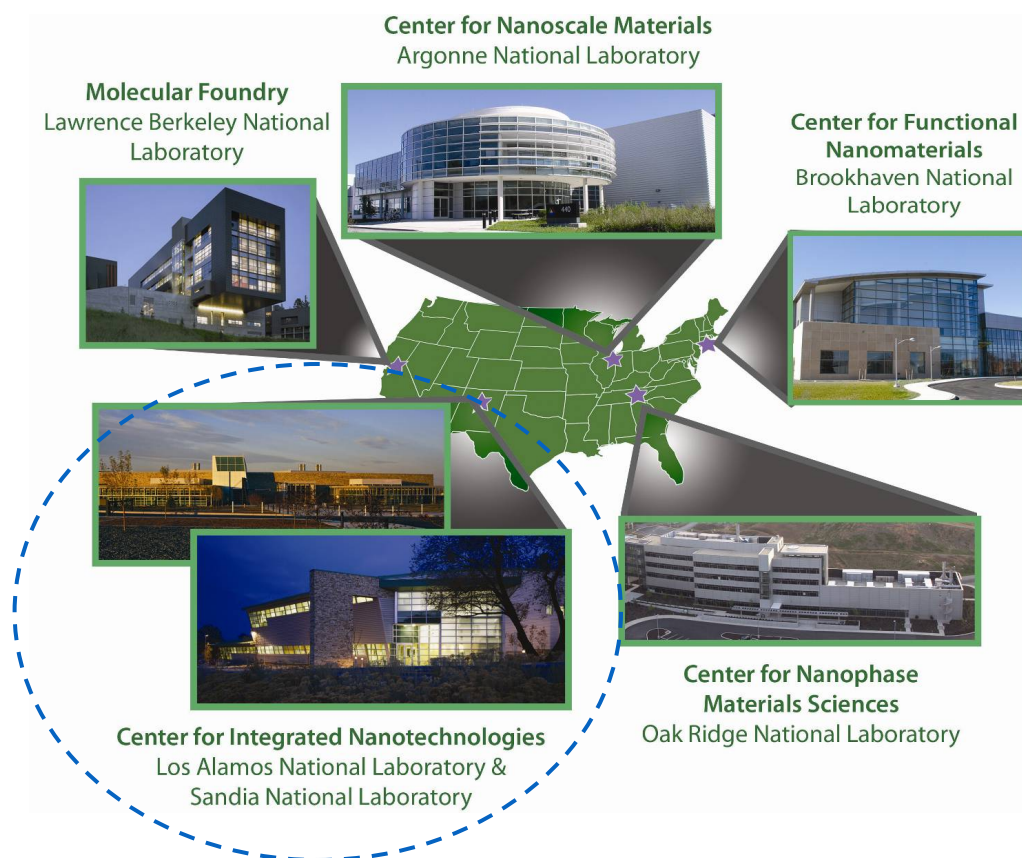 Center for Nanoscale Materials
Argonne National Laboratory
Molecular Foundry
Lawrence Berkeley National
Laboratory
Center for Functional
Nanomaterials
Brookhaven National
Laboratory
440
Center for Nanophase
Materials Sciences
Oak Ridge National Laboratory
Center for Integrated Nanotechnologies
Los Alamos National Laboratory &
Sandia National Laboratory